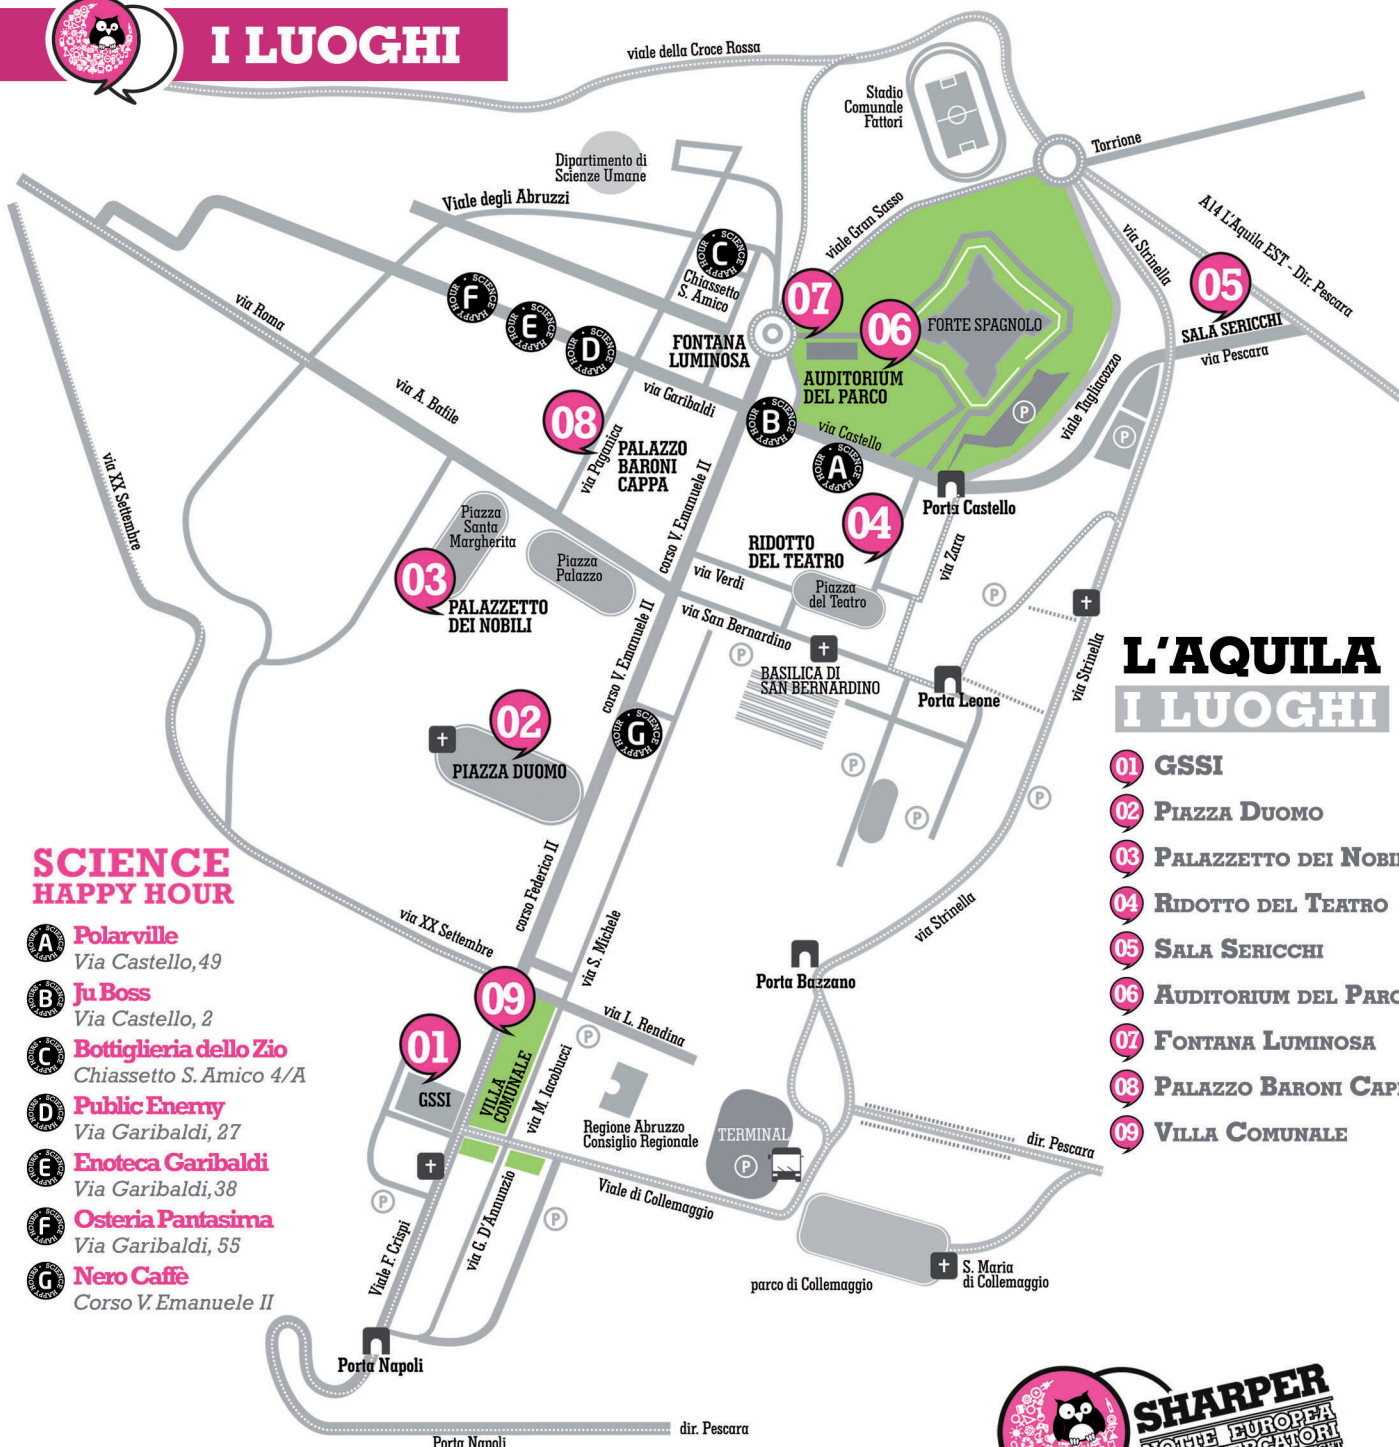 I LUOGHI
viale della Croce Rossa
Stadio
Comunale
Fattori
Torrione
Dipartimento di
Scienze Umane
Viale degli Abruzzi
viale Gran Sasso
A14 L'Aquila EST - Dir. Pescara
via Strinella
SCIENCE HAPPY HOUR
C
Chiassetto
S. Amico
07
05
SALA SERICCHI
via Pescara
via Roma
F
E
D
FONTANA
LUMINOSA
06
FORTE SPAGNOLO
AUDITORIUM
DEL PARCO
viale Tagliacozzo
via A. Bafile
via Garibaldi
08
B
via Castello
P
P
via Paganica
PALAZZO
BARONI
CAPPA
A
via XX Settembre
corso V. Emanuele II
Porta Castello
Piazza
Santa
Margherita
04
RIDOTTO
DEL TEATRO
Piazza
Palazzo
via Verdi
via Zara
03
PALAZZETTO
DEI NOBILI
Piazza
del Teatro
P
via San Bernardino
corso V. Emanuele II
P
BASILICA DI
SAN BERNARDINO
Porta Leone
via Strinella
02
PIAZZA DUOMO
G
P
P
P
L'AQUILA
I LUOGHI
01 GSSI
02 PIAZZA DUOMO
03 PALAZZETTO DEI NOBI
04 RIDOTTO DEL TEATRO
05 SALA SERICCHI
06 AUDITORIUM DEL PARC
07 FONTANA LUMINOSA
08 PALAZZO BARONI CAP
09 VILLA COMUNALE
SCIENCE
HAPPY HOUR
A Polarville
Via Castello,49
B Ju Boss
Via Castello, 2
C Bottiglieria dello Zio
Chiassetto S. Amico 4/A
D Public Enemy
Via Garibaldi, 27
E Enoteca Garibaldi
Via Garibaldi,38
F Osteria Pantasima
Via Garibaldi, 55
G Nero Caffè
Corso V. Emanuele II
corso Federico II
via XX Settembre
via S. Michele
via Strinella
Porta Bazzano
09
01
GSSI
VILLA
COMUNALE
via L. Rendina
P
via M. Iacobucci
Regione Abruzzo
Consiglio Regionale
TERMINAL
P
dir. Pescara
Viale di Collemaggio
P
P
via G. D'Annunzio
Viale F. Crispi
parco di Collemaggio
S. Maria
di Collemaggio
Porta Napoli
dir. Pescara
Porta Napoli
SHARPER
NOTTE EUROPEA